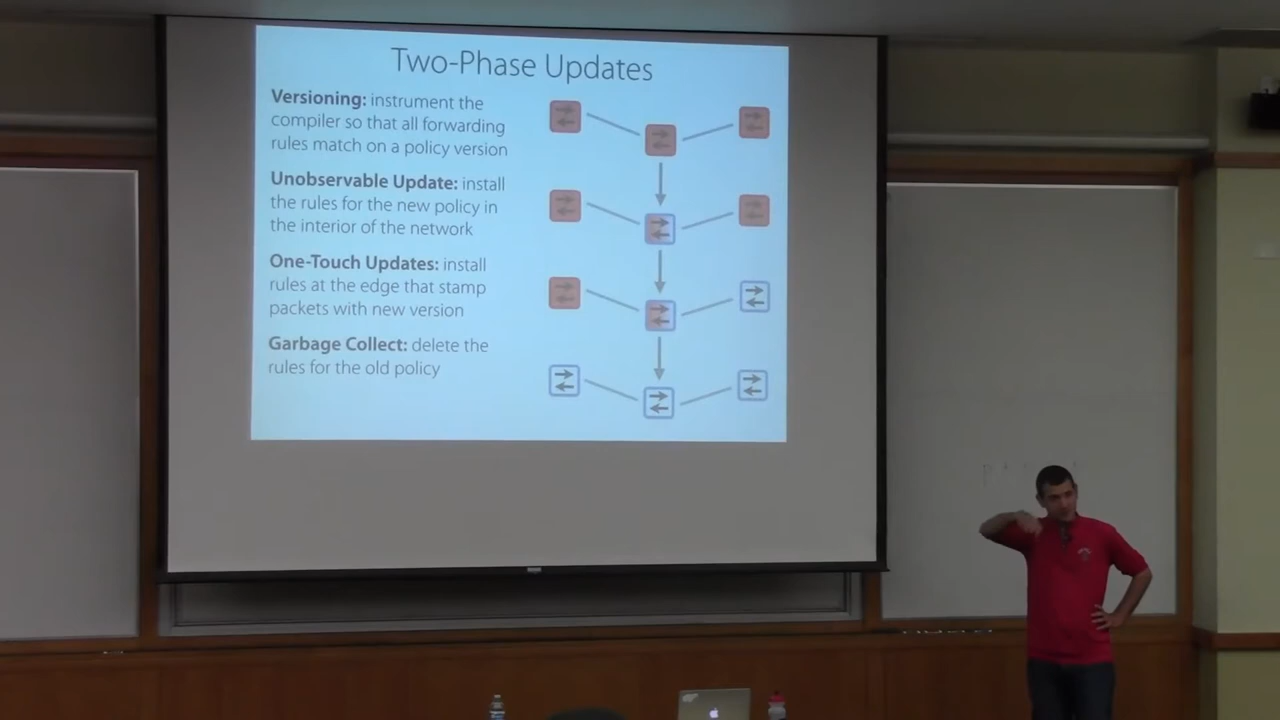 Two-Phase Updates
Versioning: instrument the
compiler so that all forwarding
rules match on a policy version
Unobservable Update: install
the rules for the new policy in
the interior of the network
One-Touch Updates: install
rules at the edge that stamp
packets with new version
Garbage Collect: delete the
rules for the old policy